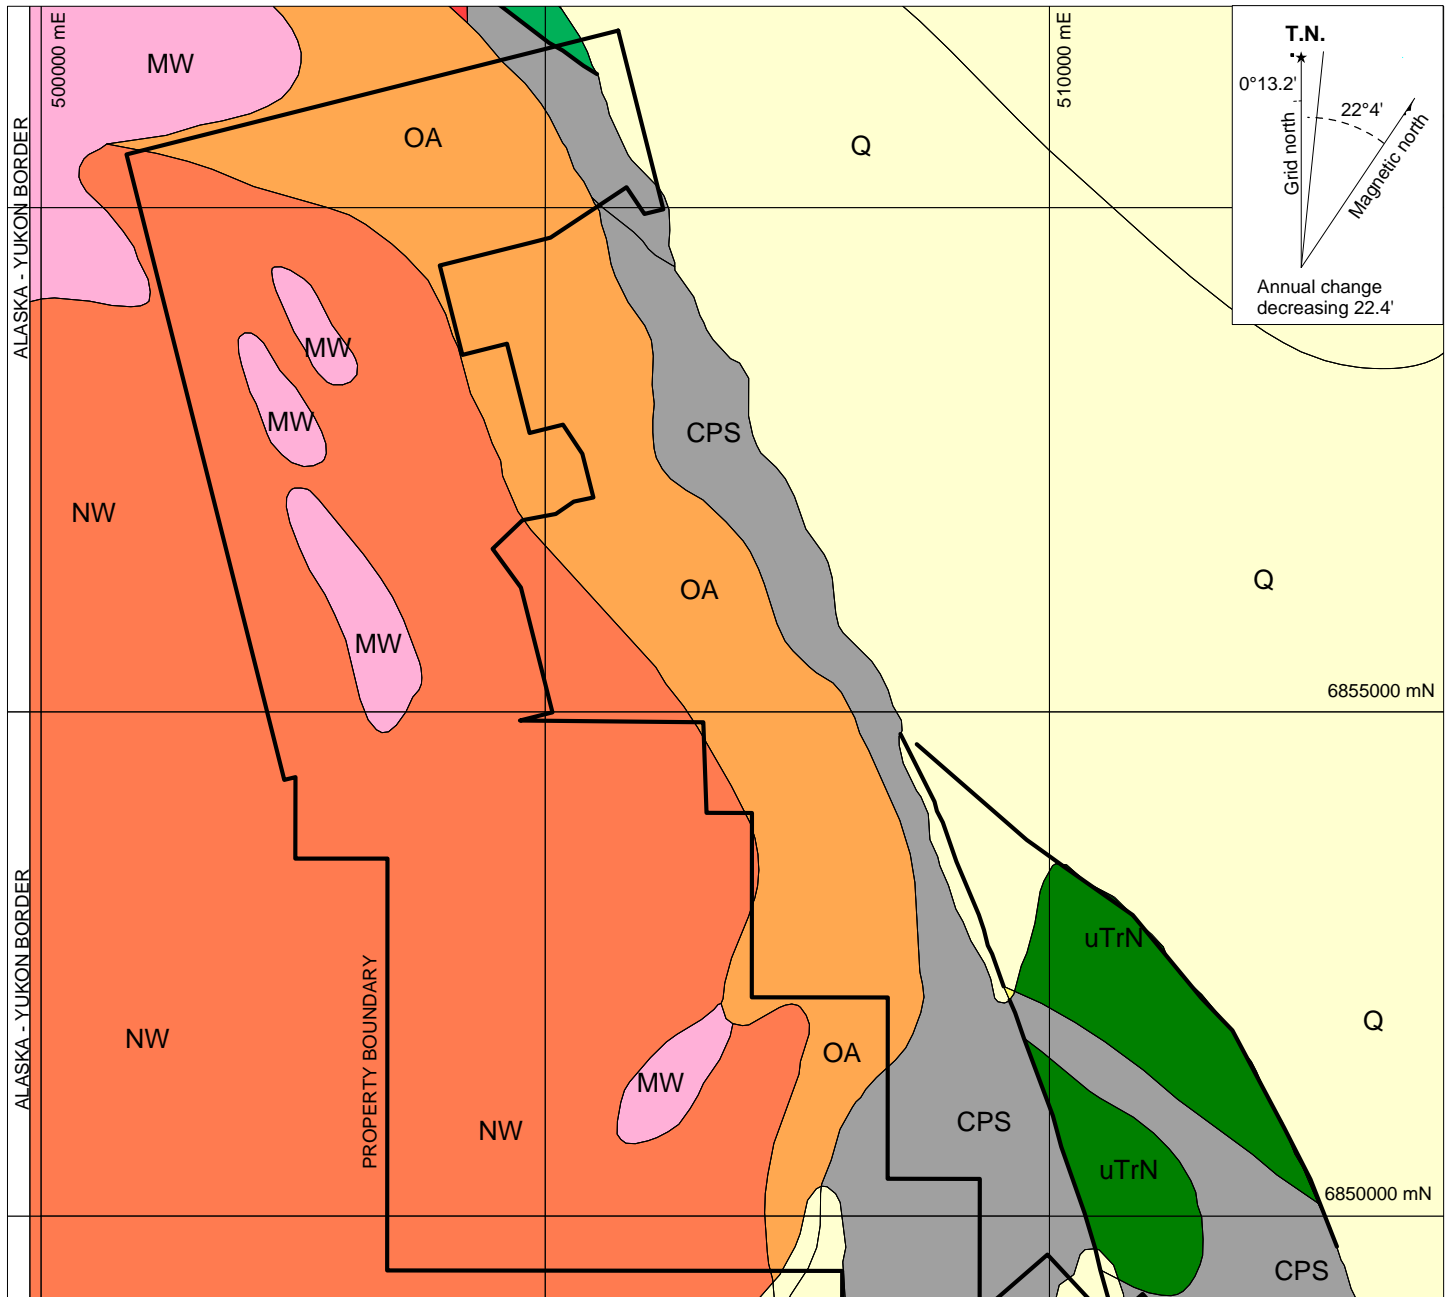 MW
500000 mE
510000 mE
T.N.
0°13.2'
22°4'
Grid north
Magnetic north
Annual change
decreasing 22.4'
ALASKA - YUKON BORDER
OA
Q
MW
MW
CPS
NW
OA
Q
MW
6855000 mN
ALASKA - YUKON BORDER
PROPERTY BOUNDARY
uTrN
Q
NW
OA
MW
CPS
NW
uTrN
6850000 mN
CPS